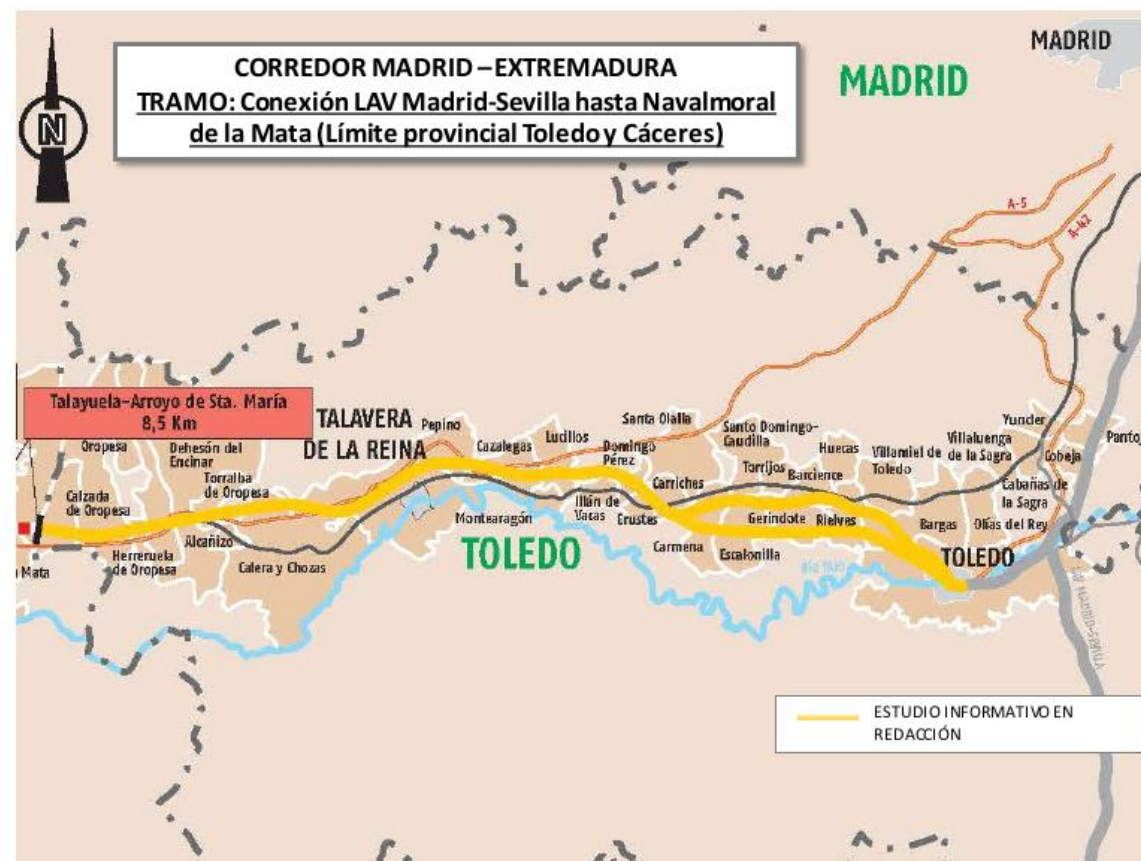 CORREDOR MADRID – EXTREMADURA
TRAMO: Conexión LAV Madrid-Sevilla hasta Navalmoral
de la Mata (Límite provincial Toledo y Cáceres)
N
MADRID
MADRID
A-5
A-42
Talayuela-Arroyo de Sta. María
8,5 Km
Oropesa
Dehesón del
Encinar
Torralba
de Oropesa
Calzada
de Oropesa
TALAVERA
DE LA REINA
Pepino
Cazalegas
Lucillos
Santa Olalla
Domingo
Pérez
Carriches
Santo Domingo-
Caudilla
Torrijos
Barcience
Huecas
Villamiel de
Toledo
Villaluenga
de la Sagra
Yunder
Cobeja
Pantoj
Cabañas de
la Sagra
Mata
Herreruela
de Oropesa
Alcañizo
Calera y Chozas
Montearagón
Illán de
Vacas
Erustes
Carmena
Escalonilla
Gerindote
Rielves
Bargas
Olías del Rey
TOLEDO
TOLEDO
RÍO TAJO
LAV MADRID-SEVILLA
ESTUDIO INFORMATIVO EN
REDACCIÓN